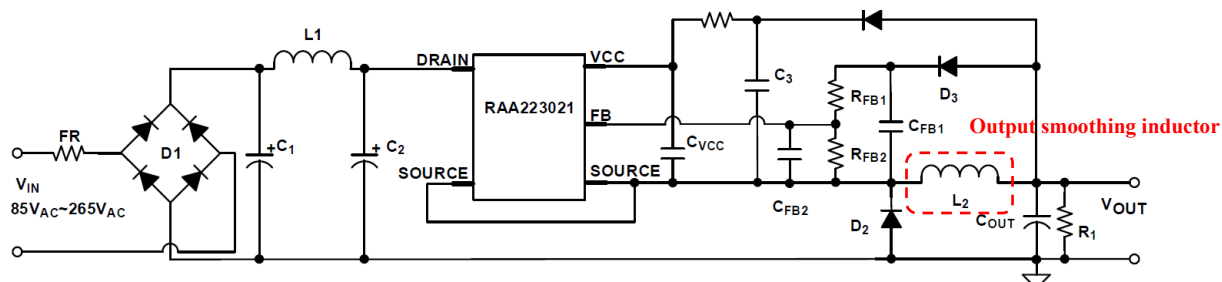 L1
DRAIN
VCC
RAA223021
C3
RFB1
D3
FR
D1
+C1
C2
+
FB
CFB1
Output smoothing inductor
CVCC
RFB2
VIN
85VAC~265VAC
SOURCE
SOURCE
CFB2
L2
D2
COUT
R1
VOUT